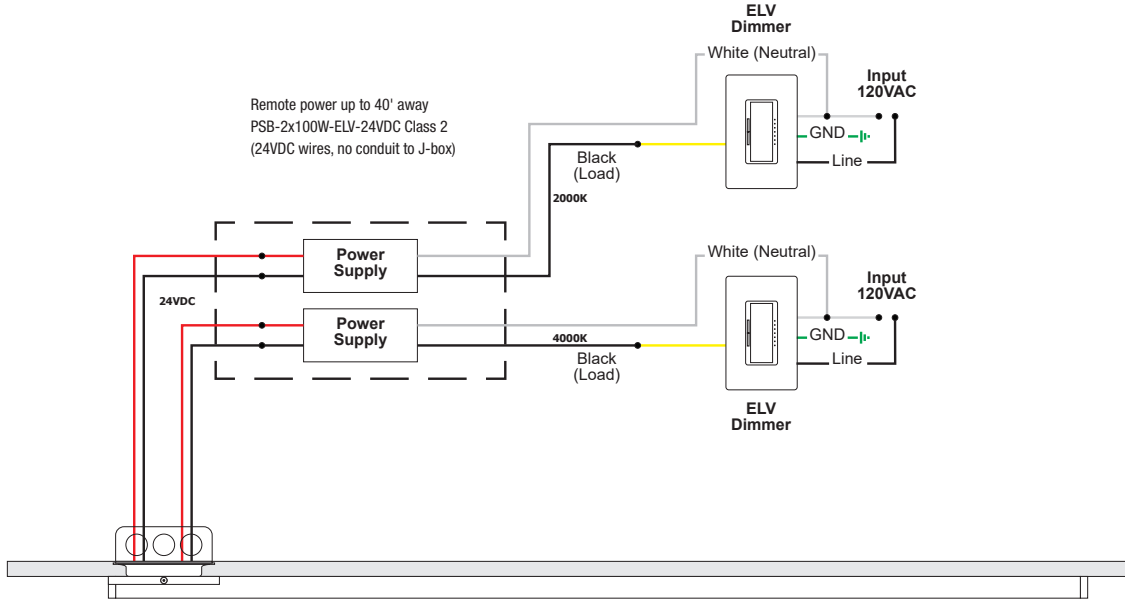 ELV
Dimmer
White (Neutral)
Input
120VAC
Remote power up to 40' away
PSB-2x100W-ELV-24VDC Class 2
(24VDC wires, no conduit to J-box)
GND
Black
(Load)
Line
2000K
Power
Supply
White (Neutral)
Input
120VAC
24VDC
Power
Supply
4000K
GND
Black
(Load)
Line
ELV
Dimmer